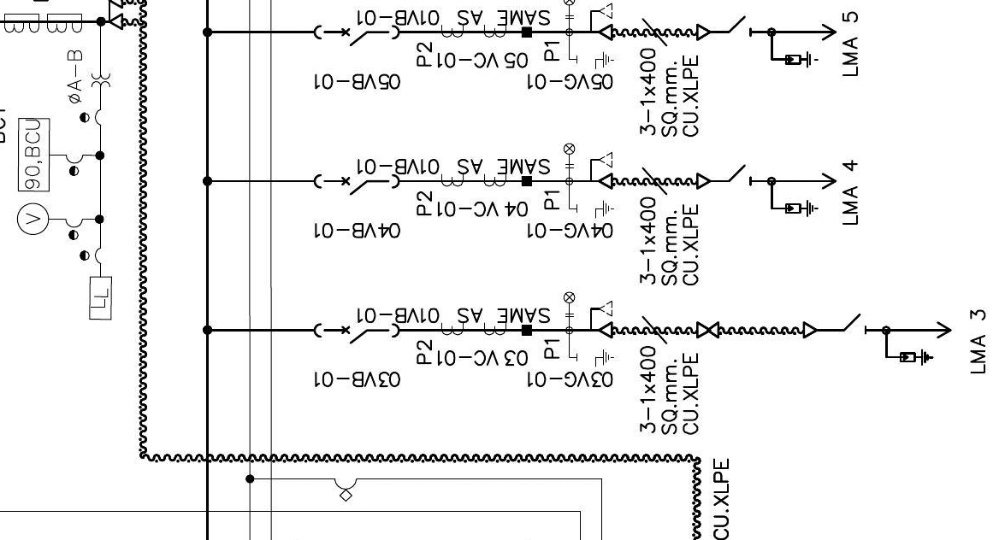 SAME AS 01VB-01
05VB-01
P2
05 VC-01
P1
05VG-01
3-1x400
SQ.mm.
CU.XLPE
LMA 5
øA-B
90,BCU
V
LL
SAME AS 01VB-01
04VB-01
P2
04 VC-01
P1
04VG-01
3-1x400
SQ.mm.
CU.XLPE
LMA 4
SAME AS 01VB-01
03VB-01
P2
03 VC-01
P1
03VG-01
3-1x400
SQ.mm.
CU.XLPE
LMA 3
CU.XLPE